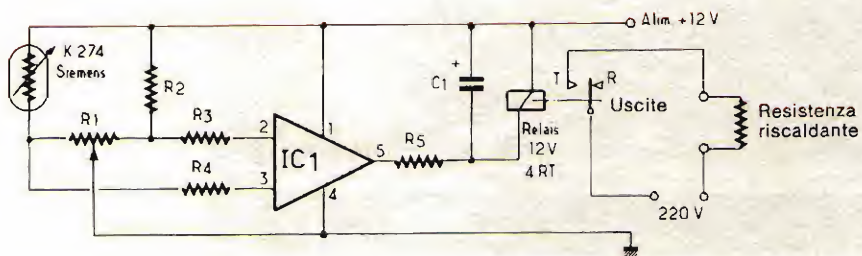 Alim. +12 V
K 274
Siemens
R2
C1
+
T
R
Uscite
Resistenza
riscaldante
R1
R3
2
1
IC1
5
R5
Relais
12V
4 RT
R4
3
4
220 V